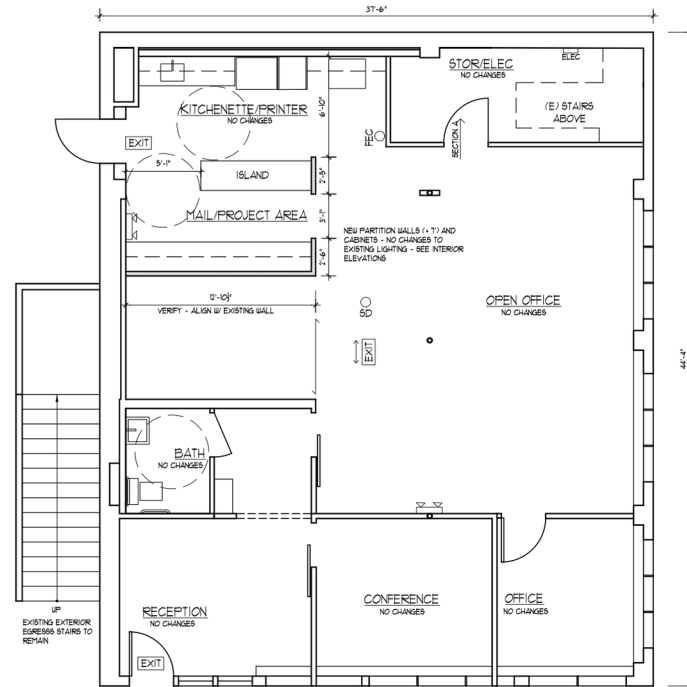 37'-6"
STOR/ELEC
NO CHANGES
ELEC
(E) STAIRS
ABOVE
KITCHENETTE/PRINTER
NO CHANGES
6'-10"
FEC
SECTION A
EXIT
5'-1"
ISLAND
2'-5"
MAIL/PROJECT AREA
3'-1"
NEW PARTITION WALLS (+ 7') AND
CABINETS - NO CHANGES TO
EXISTING LIGHTING - SEE INTERIOR
ELEVATIONS
2'-6"
12'-10½"
VERIFY - ALIGN W/ EXISTING WALL
SD
OPEN OFFICE
NO CHANGES
EXIT
44'-4"
BATH
NO CHANGES
UP
EXISTING EXTERIOR
EGRESSS STAIRS TO
REMAIN
RECEPTION
NO CHANGES
CONFERENCE
NO CHANGES
OFFICE
NO CHANGES
EXIT